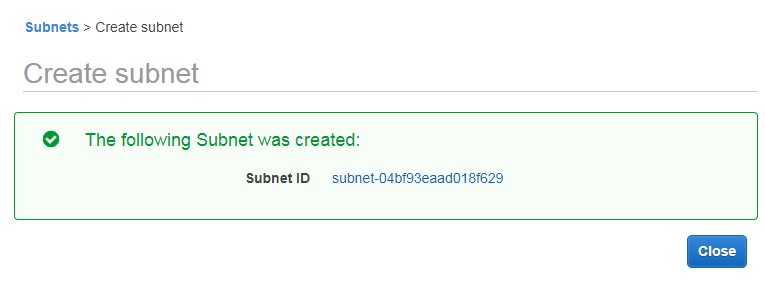 Subnets > Create subnet
Create subnet
The following Subnet was created:
Subnet ID subnet-04bf93eaad018f629
Close